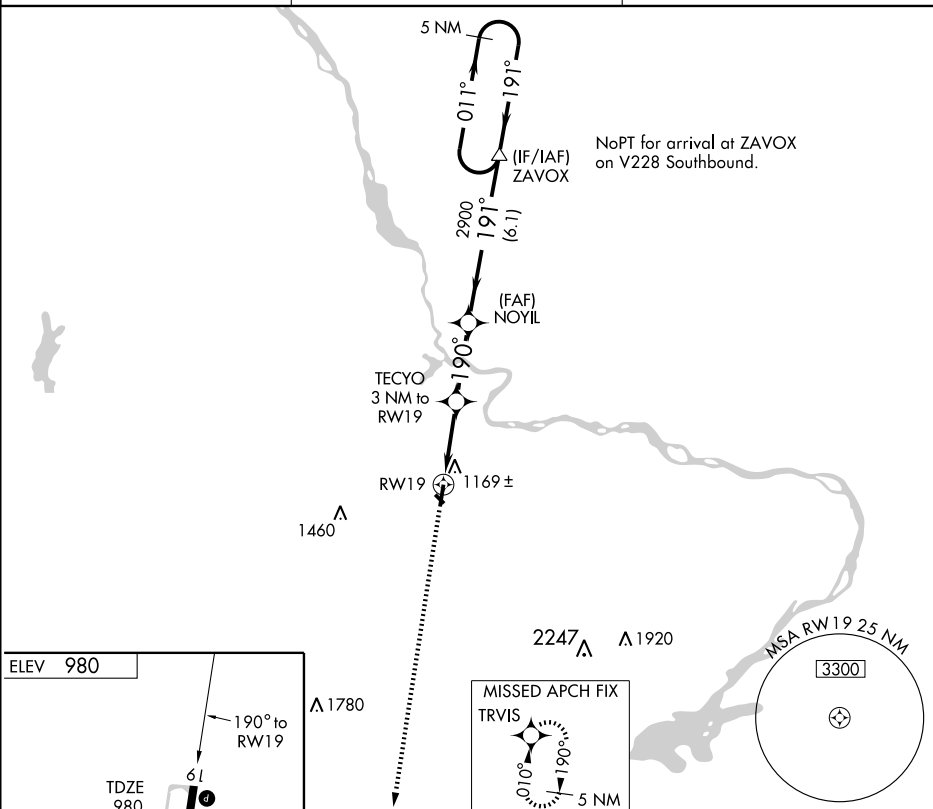 5 NM
011°
191°
(IF/IAF)
ZAVOX
NoPT for arrival at ZAVOX
on V228 Southbound.
2900
191°
(6.1)
(FAF)
NOYIL
190°
TECYO
3 NM to
RW19
RW19
1169 ±
1460
2247
1920
MSA RW19 25 NM
3300
ELEV 980
1780
190° to
RW19
19
TDZE
980
P
MISSED APCH FIX
TRVIS
010°
190°
5 NM